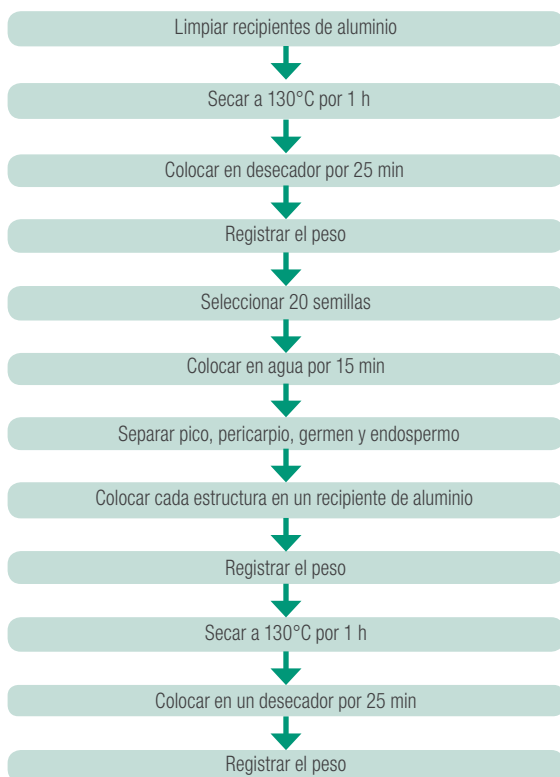 Limpiar recipientes de aluminio
Secar a 130°C por 1 h
Colocar en desecador por 25 min
Registrar el peso
Seleccionar 20 semillas
Colocar en agua por 15 min
Separar pico, pericarpio, germen y endospermo
Colocar cada estructura en un recipiente de aluminio
Registrar el peso
Secar a 130°C por 1 h
Colocar en un desecador por 25 min
Registrar el peso